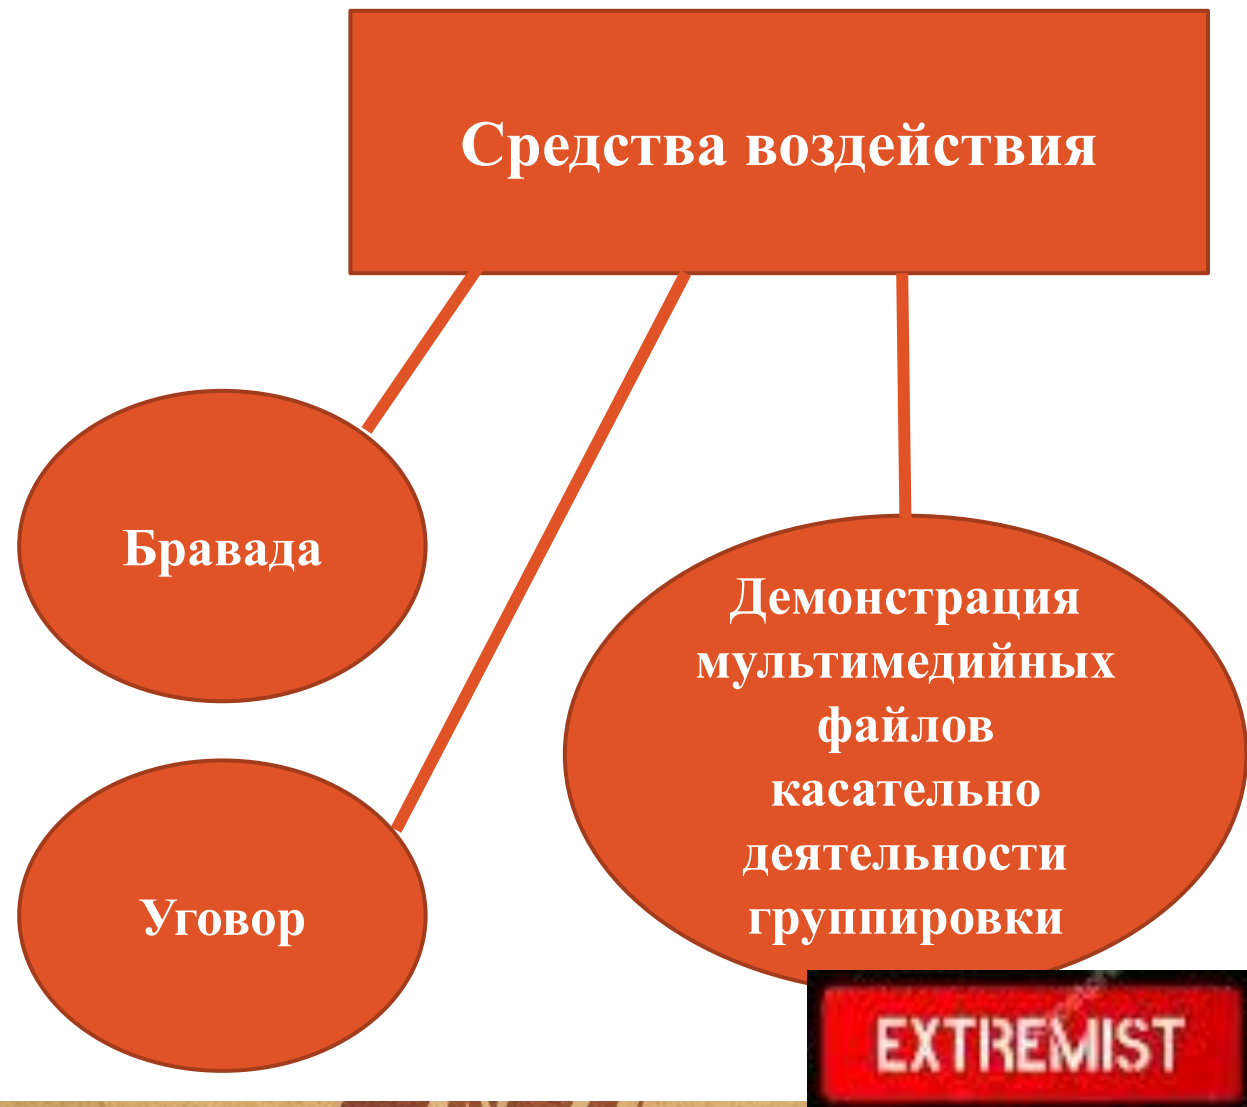 Средства воздействия
Бравада
Уговор
Демонстрация
мультимедийных
файлов
касательно
деятельности
группировки
EXTREMIST